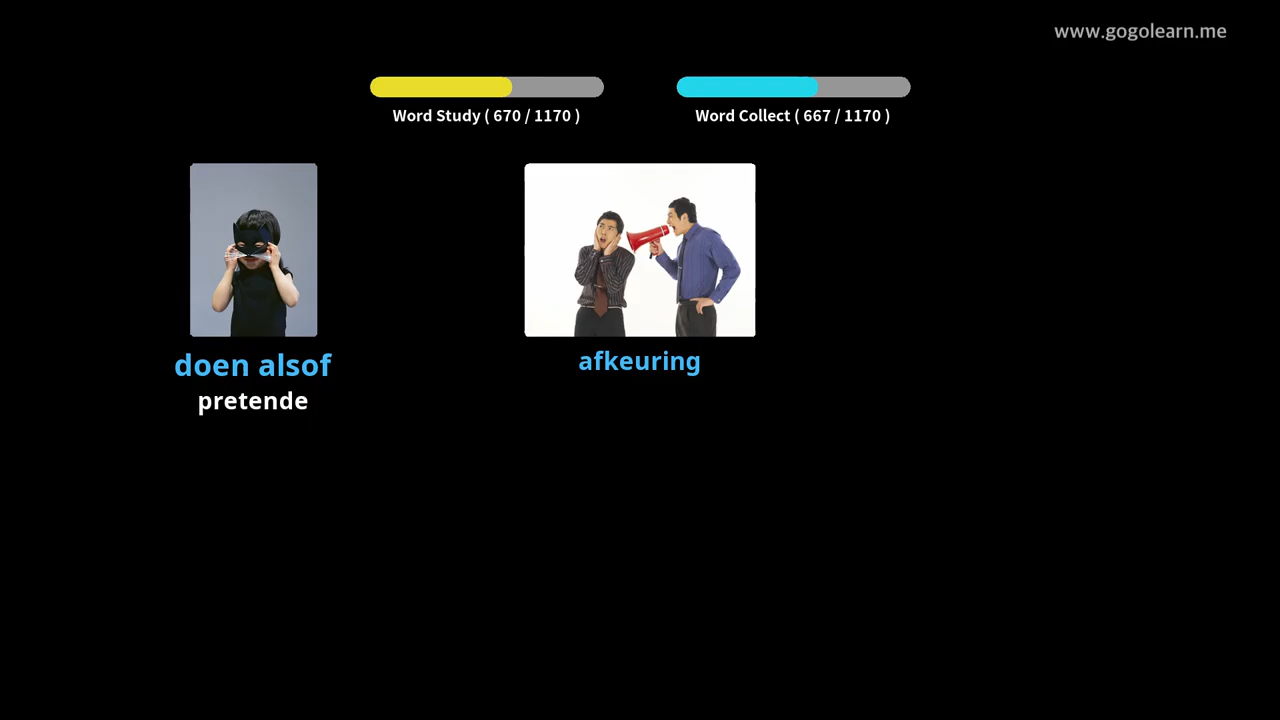 www.gogolearn.me
Word Study ( 670 / 1170 )
Word Collect ( 667 / 1170 )
doen alsof
pretende
afkeuring